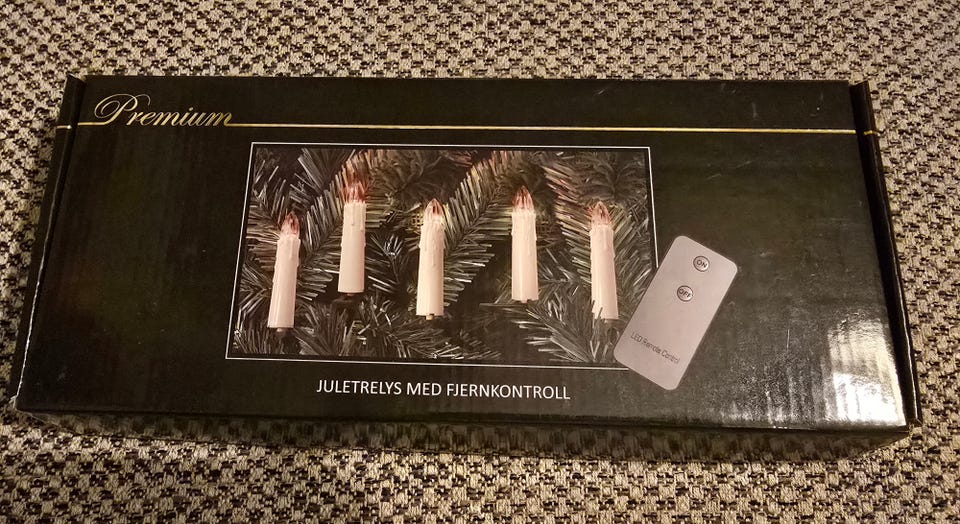 Premium
ON
OFF
LED Remote Control
JULETRELYS MED FJERNKONTROLL